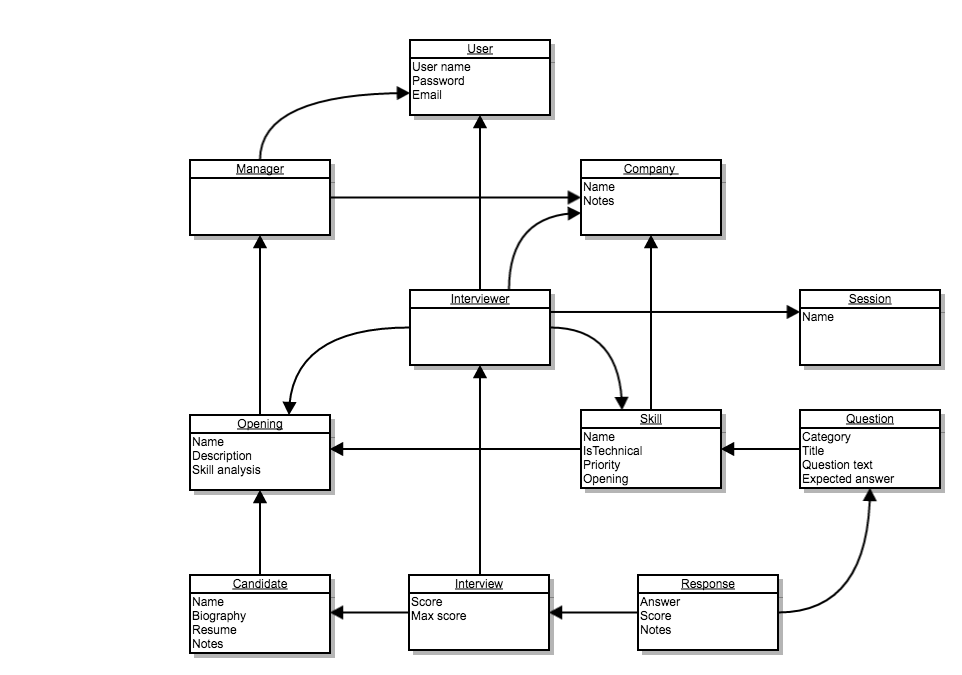 User
User name
Password
Email
Manager
Company
Name
Notes
Interviewer
Session
Name
Opening
Name
Description
Skill analysis
Skill
Name
IsTechnical
Priority
Opening
Question
Category
Title
Question text
Expected answer
Candidate
Name
Biography
Resume
Notes
Interview
Score
Max score
Response
Answer
Score
Notes